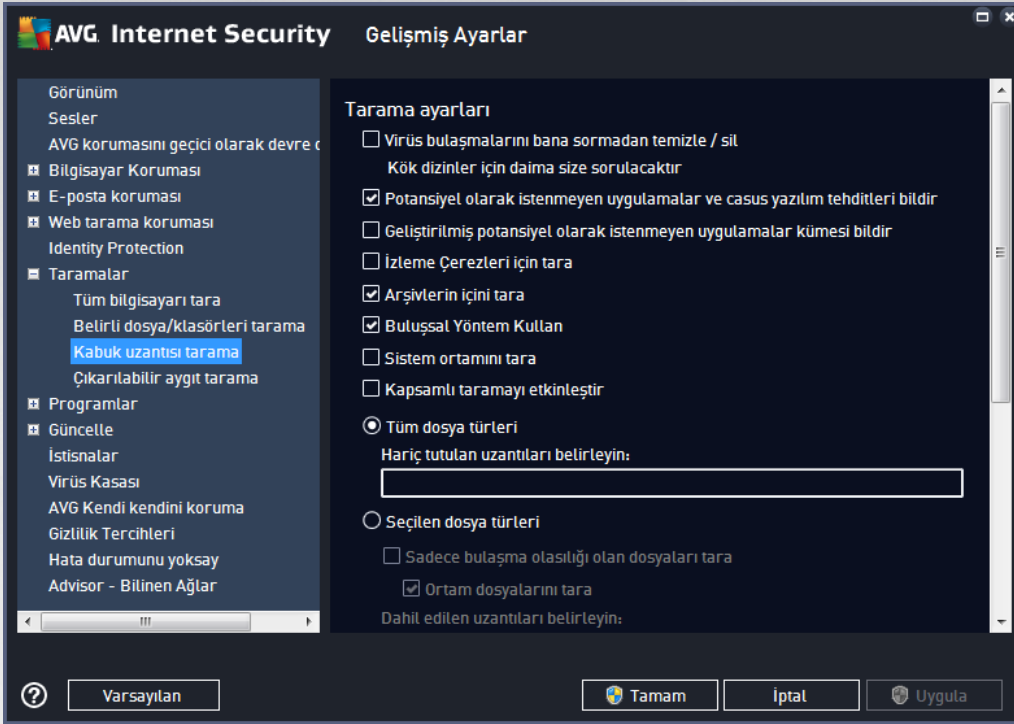 AVG. Internet Security Gelişmiş Ayarlar
Görünüm
Sesler
AVG korumasını geçici olarak devre
Bilgisayar Koruması
E-posta koruması
Web tarama koruması
Identity Protection
Taramalar
Tüm bilgisayarı tara
Belirli dosya/klasörleri tarama
Kabuk uzantısı tarama
Çıkarılabilir aygıt tarama
Programlar
Güncelle
İstisnalar
Virüs Kasası
AVG Kendi kendini koruma
Gizlilik Tercihleri
Hata durumunu yoksay
Advisor - Bilinen Ağlar
Tarama ayarları
Virüs bulaşmalarını bana sormadan temizle / sil
Kök dizinler için daima size sorulacaktır
Potansiyel olarak istenmeyen uygulamalar ve casus yazılım tehditleri bildir
Geliştirilmiş potansiyel olarak istenmeyen uygulamalar kümesi bildir
İzleme Çerezleri için tara
Arşivlerin içini tara
Buluşsal Yöntem Kullan
Sistem ortamını tara
Kapsamlı taramayı etkinleştir
Tüm dosya türleri
Hariç tutulan uzantıları belirleyin:
Seçilen dosya türleri
Sadece bulaşma olasılığı olan dosyaları tara
Ortam dosyalarını tara
Dahil edilen uzantıları belirleyin:
? Varsayılan Tamam İptal Uygula